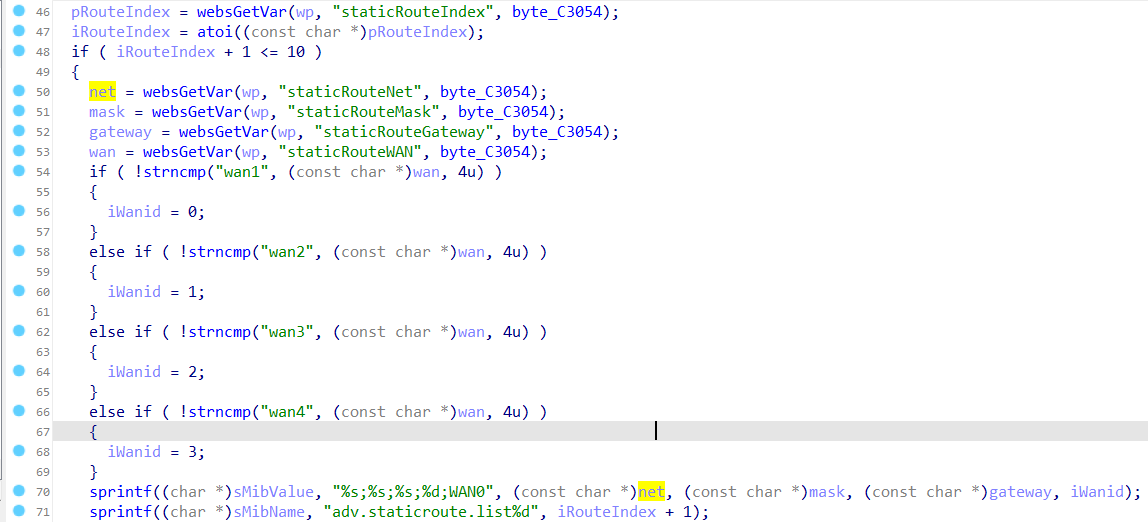 46 pRouteIndex = websGetVar(wp, "staticRouteIndex", byte_C3054);
47 iRouteIndex = atoi((const char *)pRouteIndex);
48 if ( iRouteIndex + 1 <= 10 )
49 {
50 net = websGetVar(wp, "staticRouteNet", byte_C3054);
51 mask = websGetVar(wp, "staticRouteMask", byte_C3054);
52 gateway = websGetVar(wp, "staticRouteGateway", byte_C3054);
53 wan = websGetVar(wp, "staticRouteWAN", byte_C3054);
54 if ( !strncmp("wan1", (const char *)wan, 4u) )
55 {
56 iWanid = 0;
57 }
58 else if ( !strncmp("wan2", (const char *)wan, 4u) )
59 {
60 iWanid = 1;
61 }
62 else if ( !strncmp("wan3", (const char *)wan, 4u) )
63 {
64 iWanid = 2;
65 }
66 else if ( !strncmp("wan4", (const char *)wan, 4u) )
67 {
68 iWanid = 3;
69 }
70 sprintf((char *)sMibValue, "%s;%s;%s;%d;WAN0", (const char *)net, (const char *)mask, (const char *)gateway, iWanid);
71 sprintf((char *)sMibName, "adv.staticroute.list%d", iRouteIndex + 1);